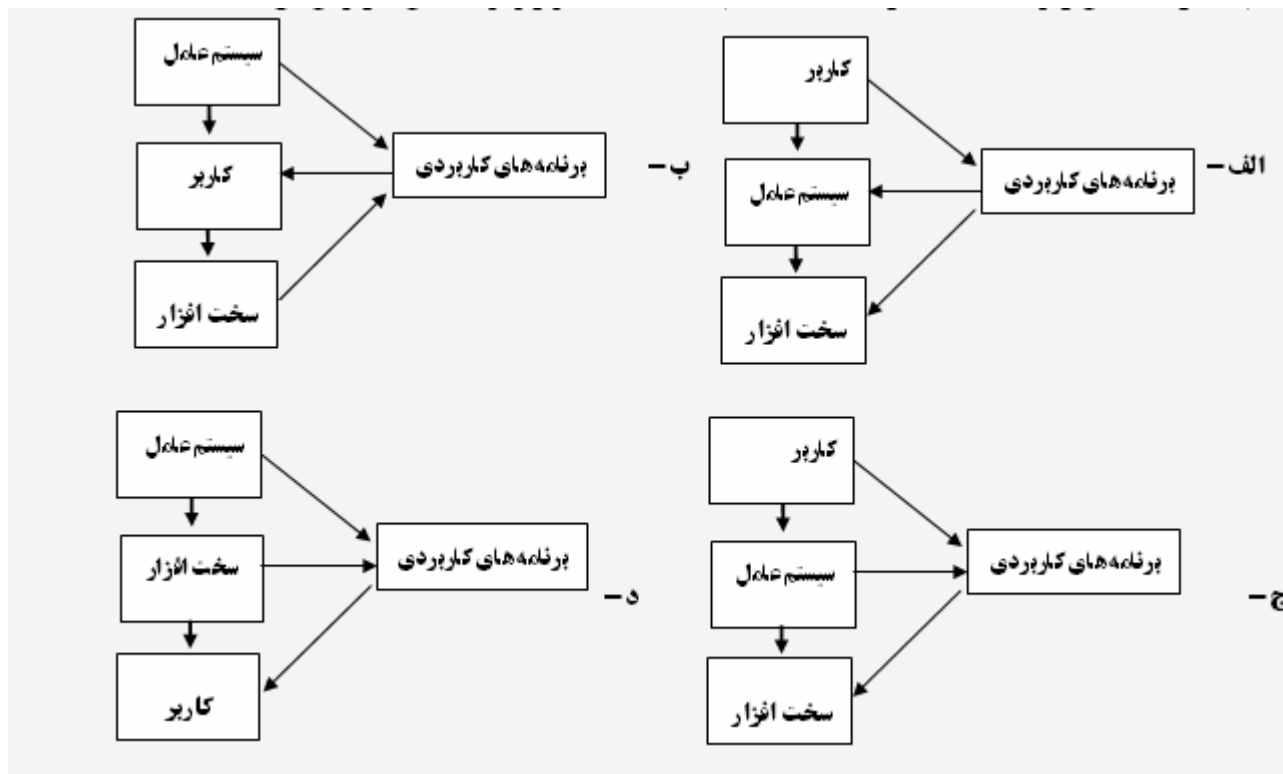 الف –
کاربر
سیستم عامل
سخت افزار
برنامه‌های کاربردی
ب –
سیستم عامل
کاربر
سخت افزار
برنامه‌های کاربردی
ج –
کاربر
سیستم عامل
سخت افزار
برنامه‌های کاربردی
د –
سیستم عامل
سخت افزار
کاربر
برنامه‌های کاربردی